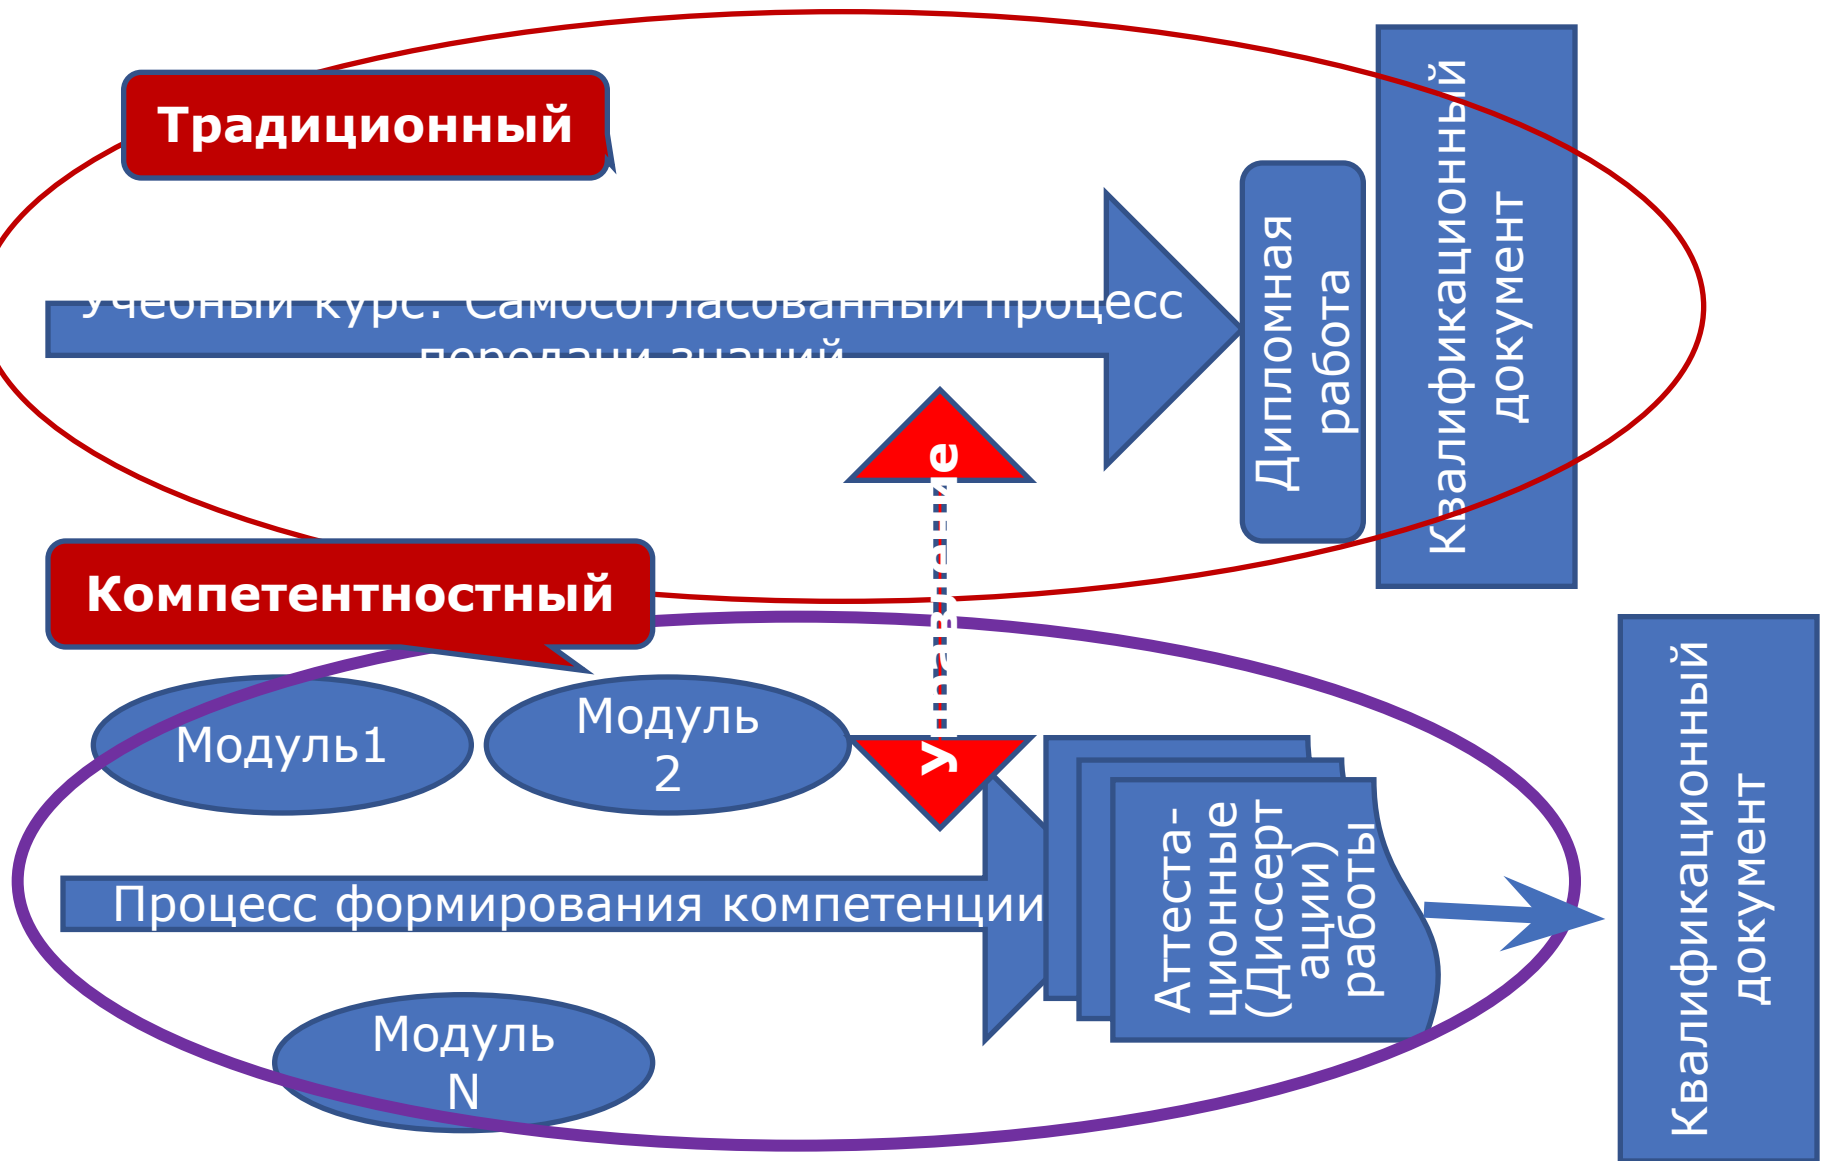 Традиционный
Учебный курс. Самосогласованный процесс
передачи знаний
Дипломная
работа
Квалификационный
документ
Компетентностный
Модуль1
Модуль
2
Процесс формирования компетенции
Аттеста-
ционные
(Диссерт
ации)
работы
Квалификационный
документ
Модуль
N